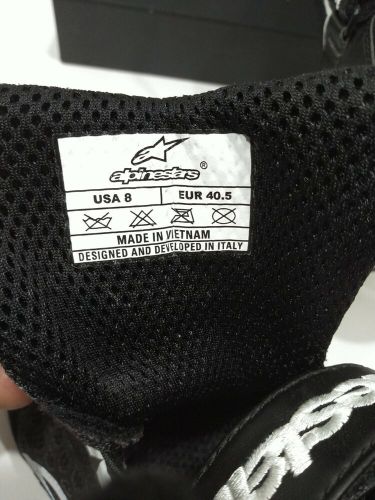 alpinestars®
USA 8 EUR 40.5
MADE IN VIETNAM
DESIGNED AND DEVELOPED IN ITALY